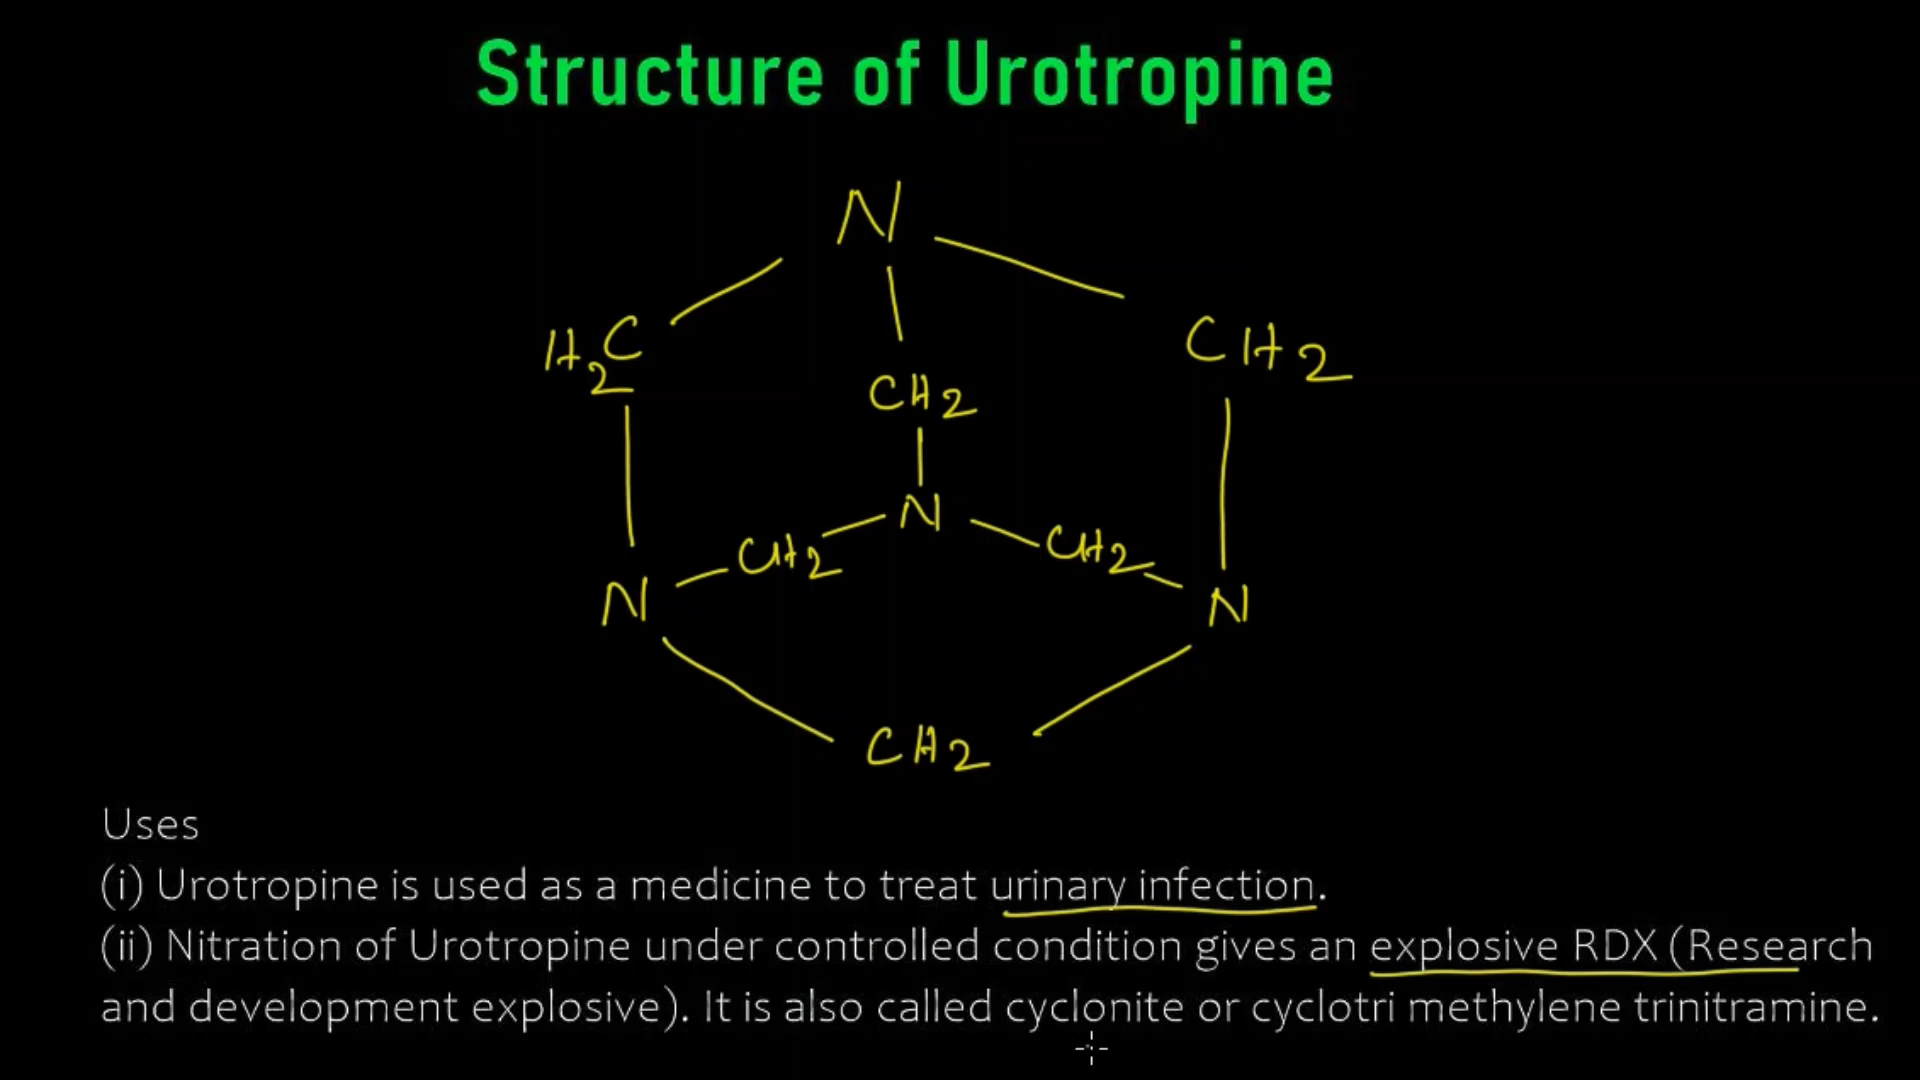 Structure of Urotropine
N
H2C
CH2
CH2
N
CH2
CH2
N
N
CH2
Uses
(i) Urotropine is used as a medicine to treat urinary infection.
(ii) Nitration of Urotropine under controlled condition gives an explosive RDX (Research
and development explosive). It is also called cyclonite or cyclotri methylene trinitramine.